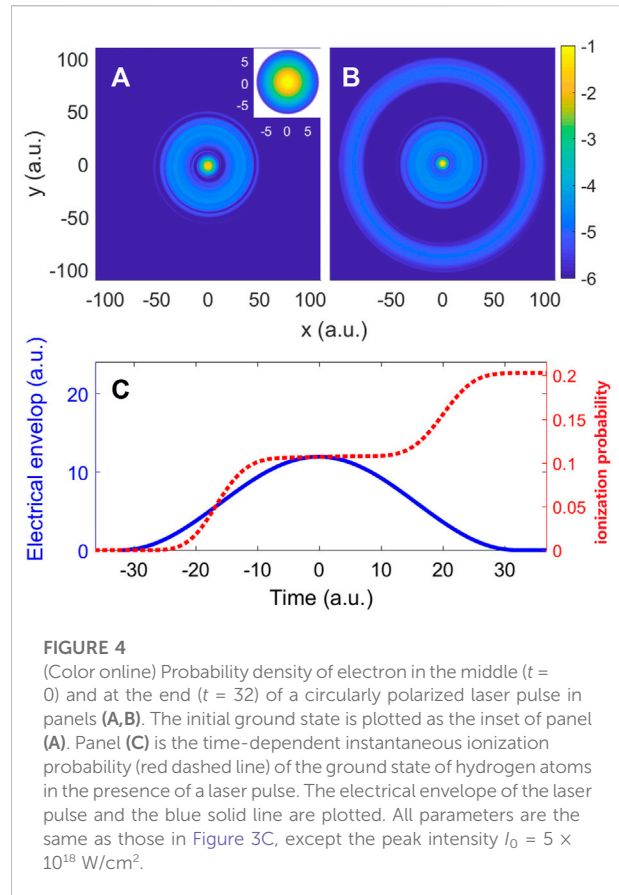 A
B
100
50
0
-50
-100
y (a.u.)
5
0
-5
-5 0 5
-100 -50 0 50 100
-50 0 50 100
x (a.u.)
-1
-2
-3
-4
-5
-6
C
Electrical envelop (a.u.)
20
10
0
0.2
0.15
0.1
0.05
0
ionization probability
-30 -20 -10 0 10 20 30
Time (a.u.)
FIGURE 4
(Color online) Probability density of electron in the middle (t =
0) and at the end (t = 32) of a circularly polarized laser pulse in
panels (A,B). The initial ground state is plotted as the inset of panel
(A). Panel (C) is the time-dependent instantaneous ionization
probability (red dashed line) of the ground state of hydrogen atoms
in the presence of a laser pulse. The electrical envelope of the laser
pulse and the blue solid line are plotted. All parameters are the
same as those in Figure 3C, except the peak intensity I₀ = 5 ×
10¹⁸ W/cm².